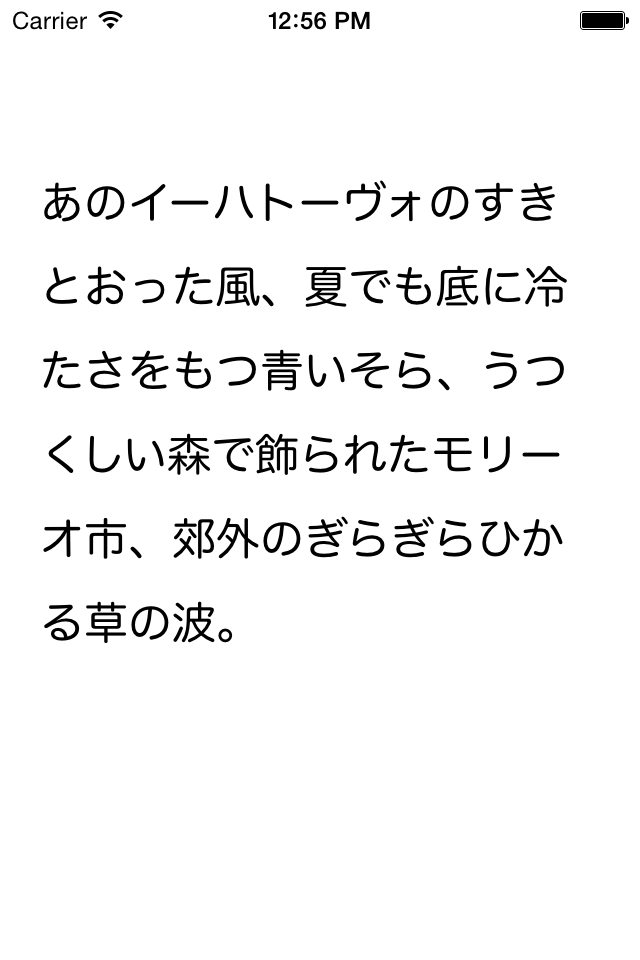 Carrier 12:56 PM
あのイーハトーヴォのすき
とおった風、夏でも底に冷
たさをもつ青いそら、うつ
くしい森で飾られたモリー
オ市、郊外のぎらぎらひか
る草の波。